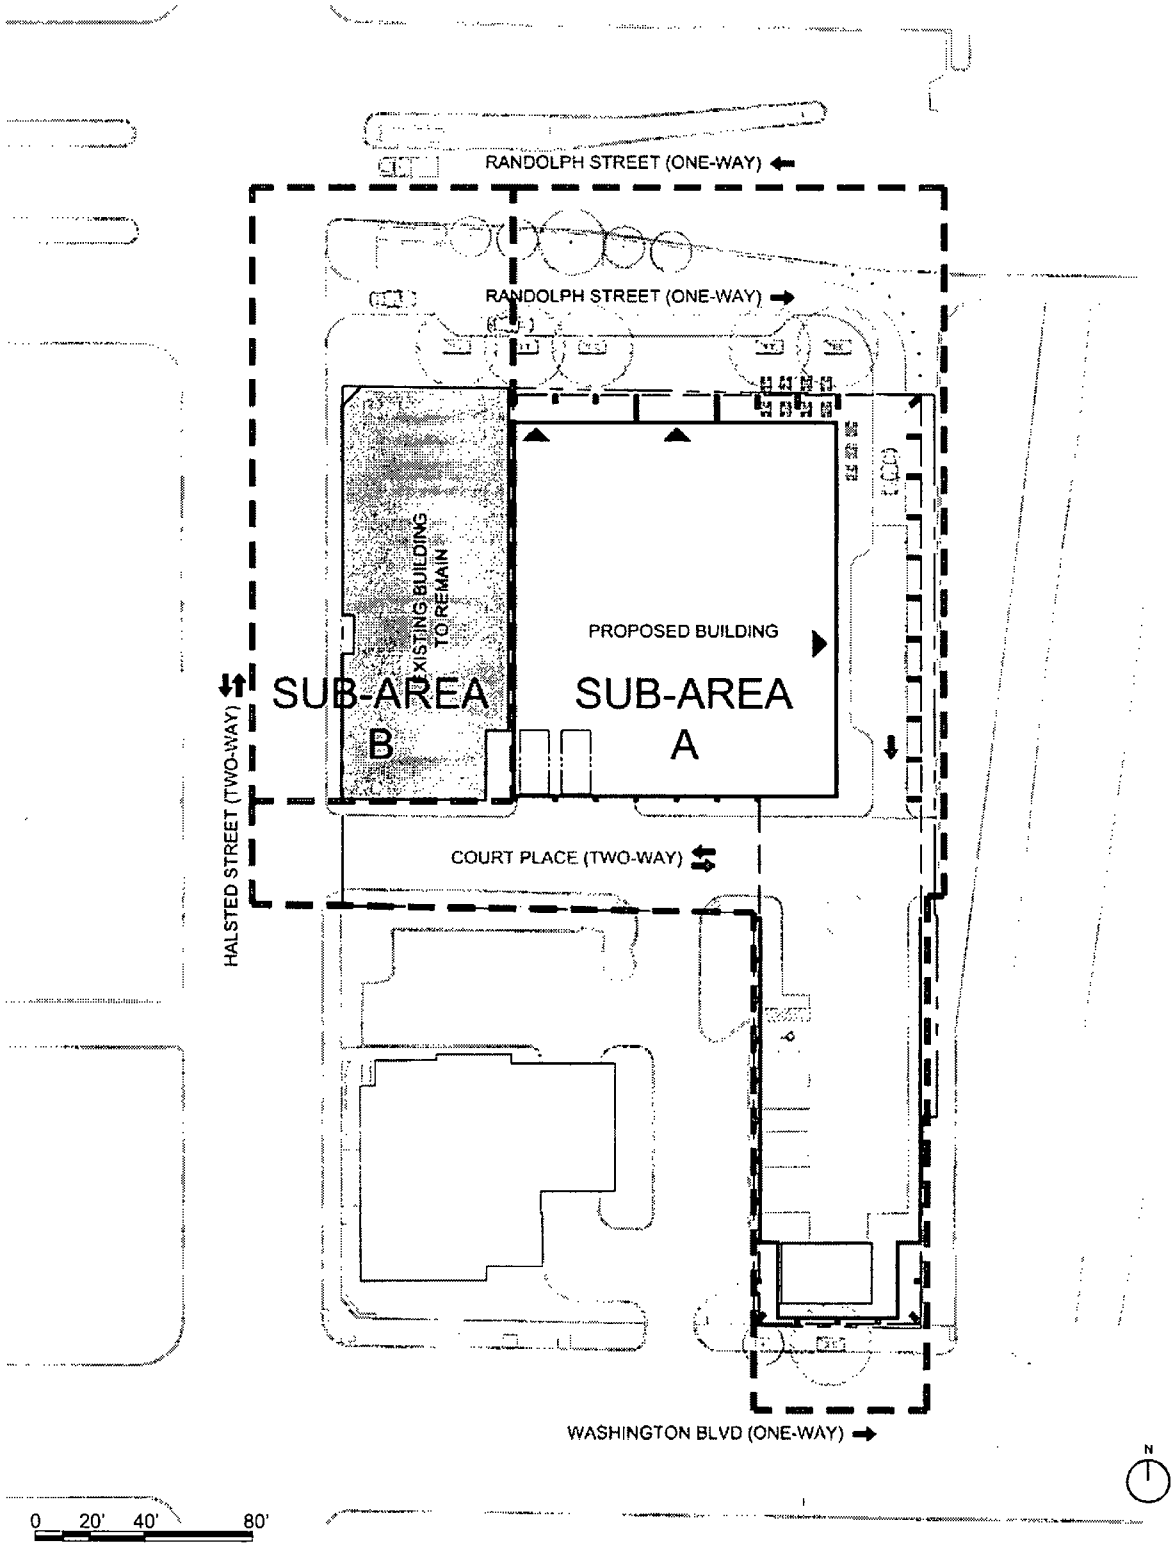 RANDOLPH STREET (ONE-WAY)
RANDOLPH STREET (ONE-WAY)
EXISTING BUILDING
TO REMAIN
PROPOSED BUILDING
SUB-AREA
B
SUB-AREA
A
HALSTED STREET (TWO-WAY)
COURT PLACE (TWO-WAY)
WASHINGTON BLVD (ONE-WAY)
N
0 20' 40' 80'